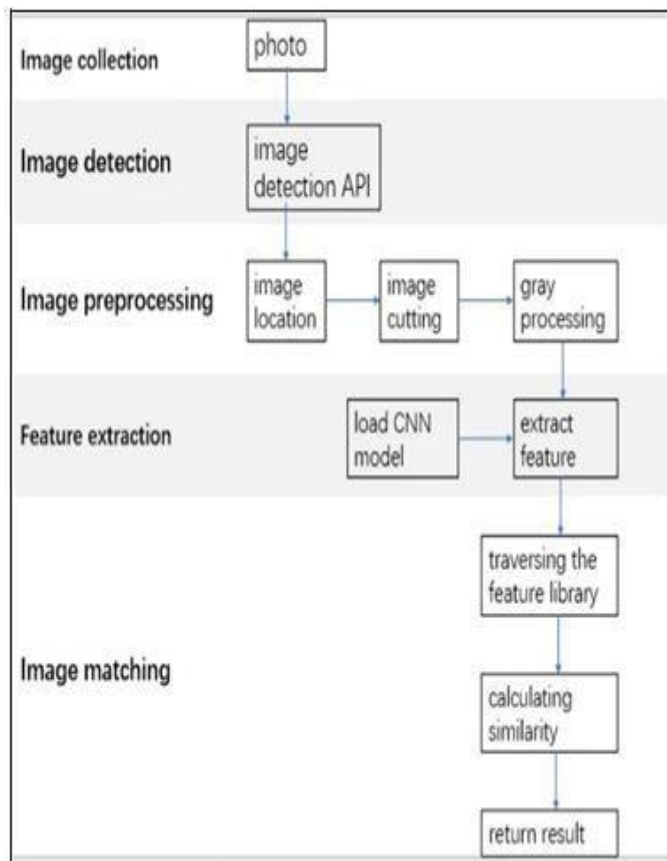 Image collection
photo
Image detection
image
detection API
Image preprocessing
image
location
image
cutting
gray
processing
Feature extraction
load CNN
model
extract
feature
Image matching
traversing the
feature library
calculating
similarity
return result